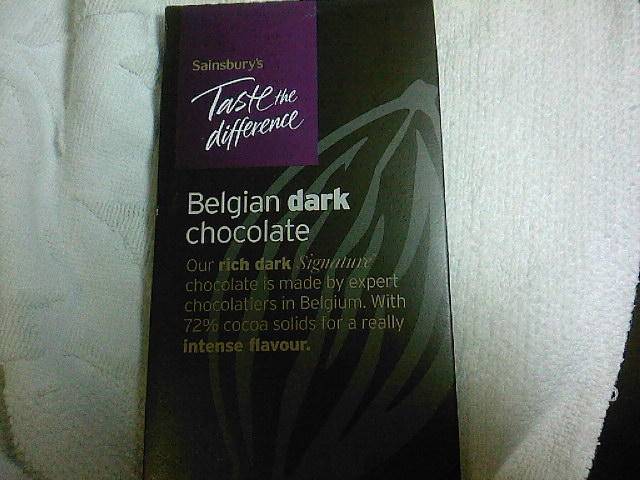 Sainsbury's
Taste the
difference
Belgian dark
chocolate
Our rich dark Signature
chocolate is made by expert
chocolatiers in Belgium. With
72% cocoa solids for a really
intense flavour.